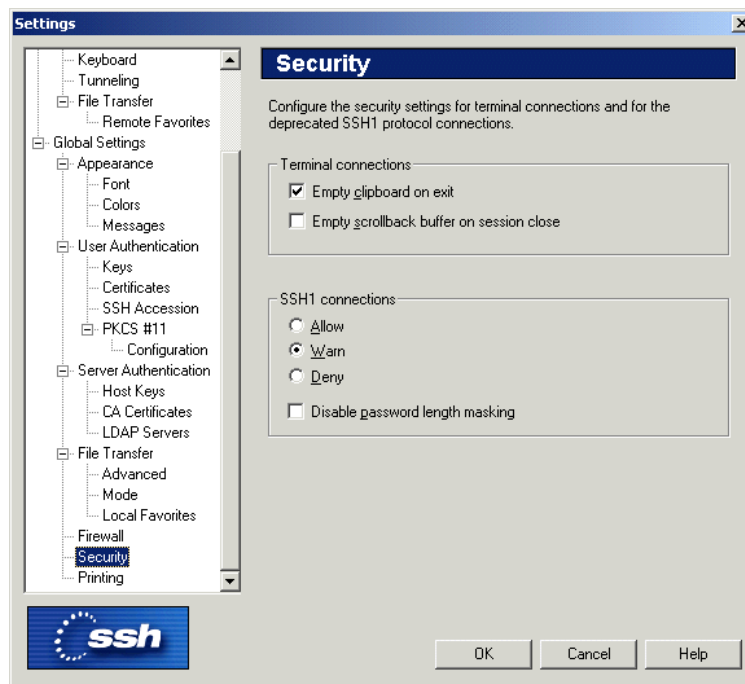 Settings
Keyboard
Tunneling
File Transfer
Remote Favorites
Global Settings
Appearance
Font
Colors
Messages
User Authentication
Keys
Certificates
SSH Accession
PKCS #11
Configuration
Server Authentication
Host Keys
CA Certificates
LDAP Servers
File Transfer
Advanced
Mode
Local Favorites
Firewall
Security
Printing
ssh
Security
Configure the security settings for terminal connections and for the
deprecated SSH1 protocol connections.
Terminal connections
Empty clipboard on exit
Empty scrollback buffer on session close
SSH1 connections
Allow
Warn
Deny
Disable password length masking
OK
Cancel
Help